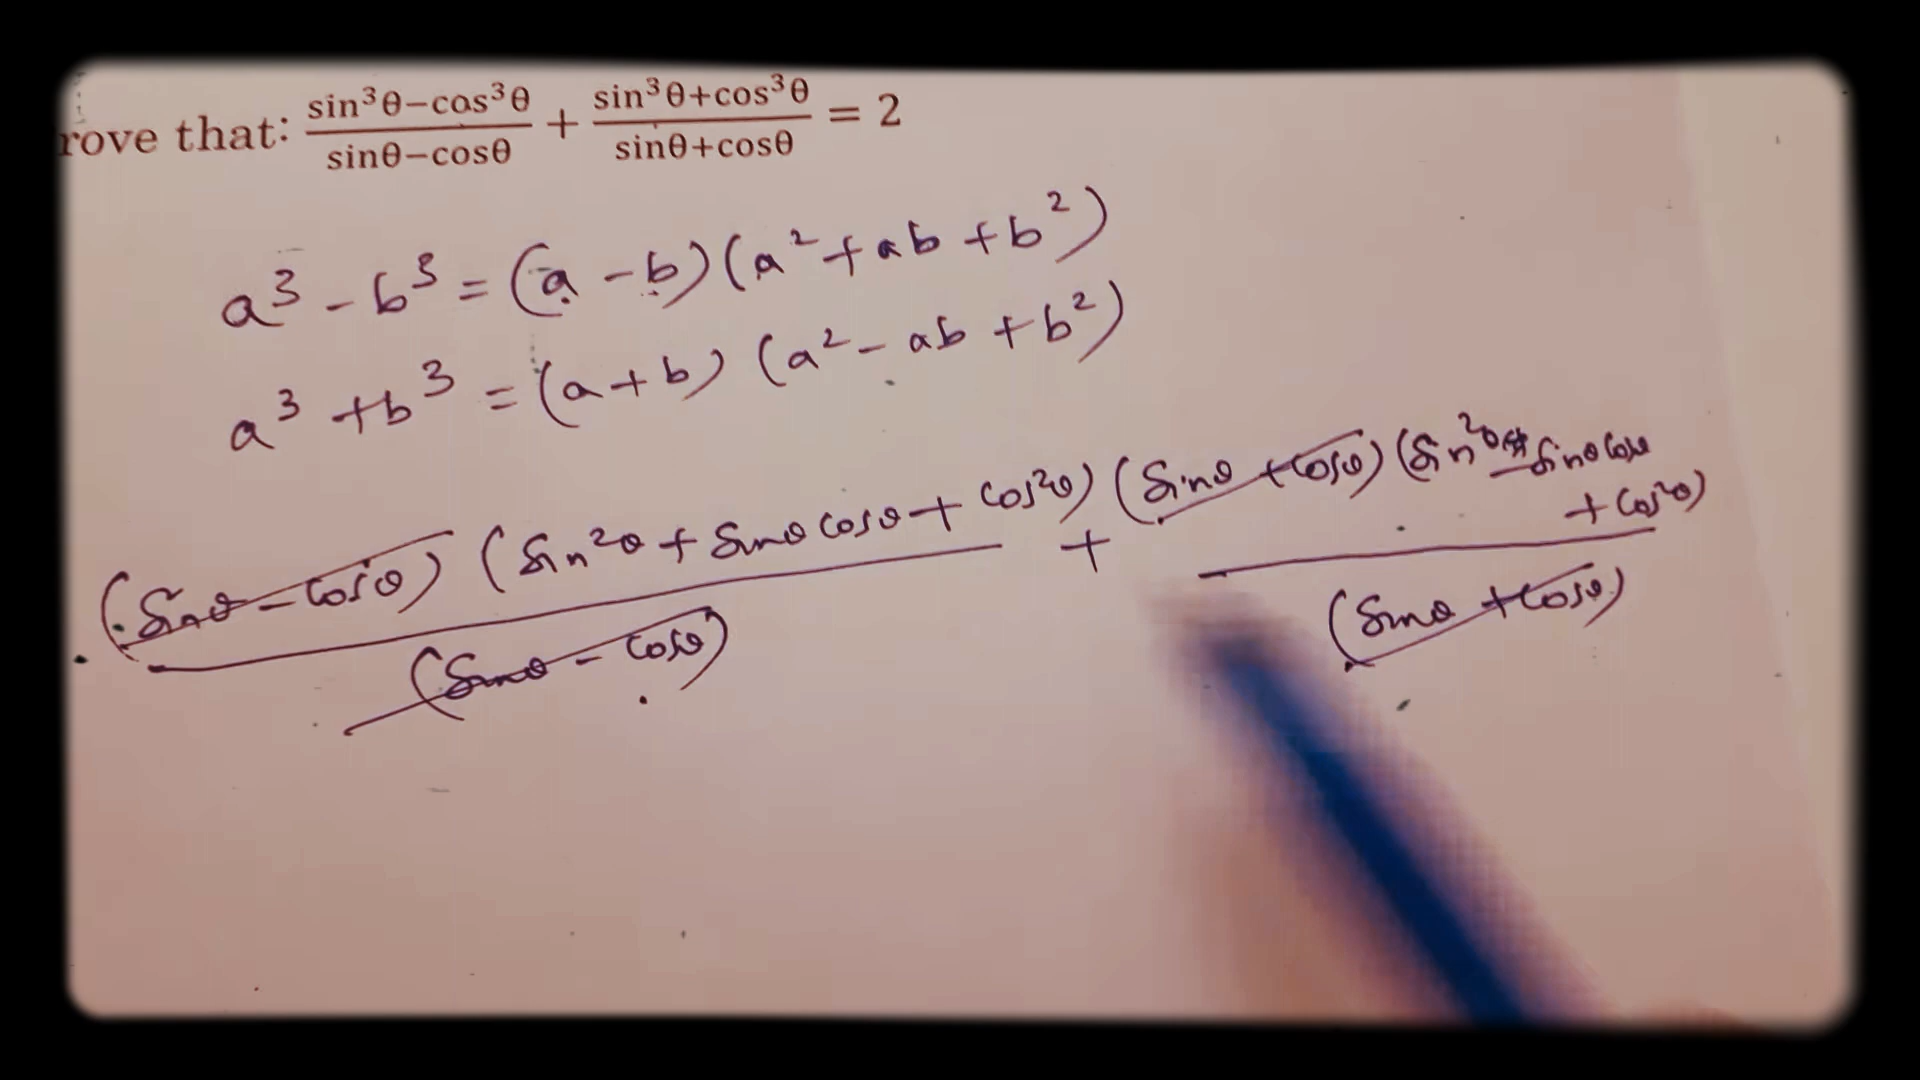 rove that: sin³θ−cos³θ/sinθ−cosθ + sin³θ+cos³θ/sinθ+cosθ = 2
a³ - b³ = (a - b) (a² + ab + b²)
a³ + b³ = (a + b) (a² - ab + b²)
(Sinθ - Cosθ) (Sin²θ + Sinθ Cosθ + Cos²θ) + (Sinθ + Cosθ) (Sin²θ - Sinθ Cosθ
+ Cos²θ)
(Sinθ - Cosθ) (Sinθ + Cosθ)